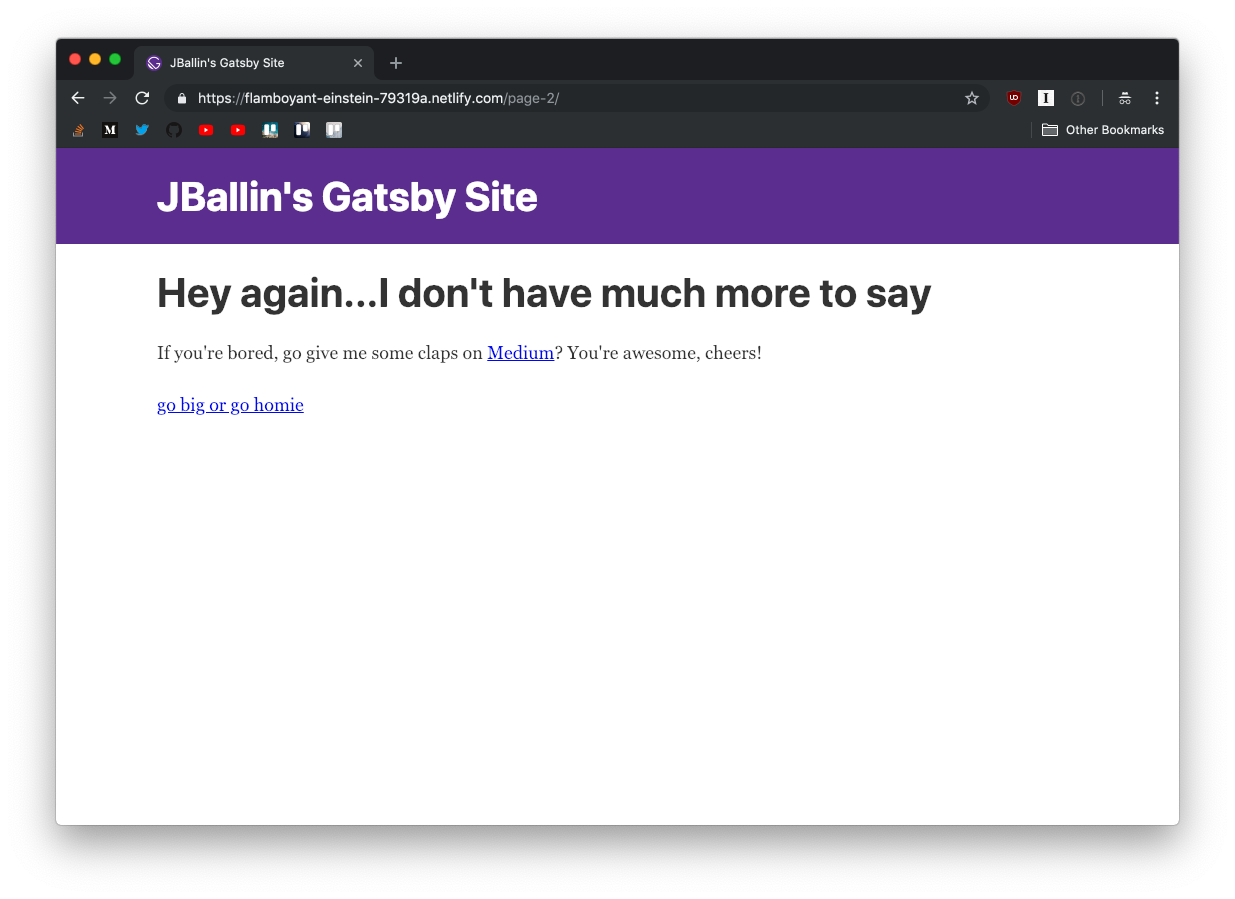 JBallin's Gatsby Site
https://flamboyant-einstein-79319a.netlify.com/page-2/
Other Bookmarks
JBallin's Gatsby Site
Hey again...I don't have much more to say
If you're bored, go give me some claps on Medium? You're awesome, cheers!
go big or go homie